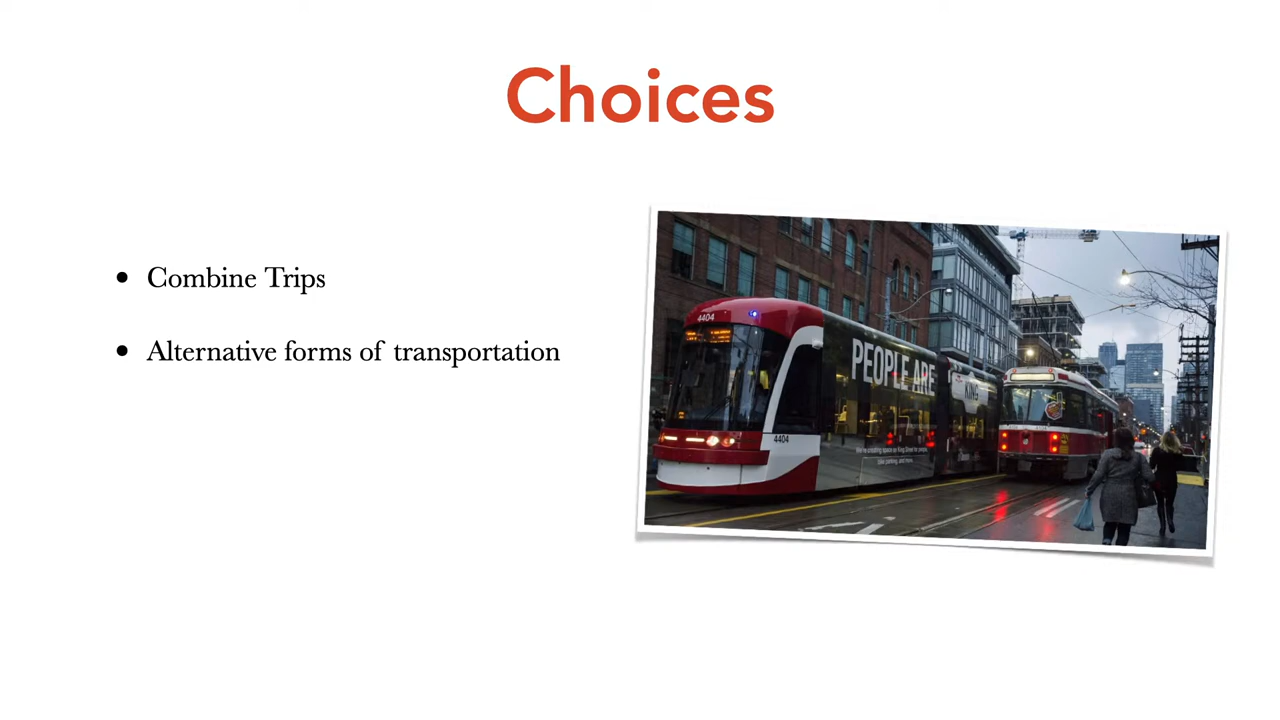 Choices
• Combine Trips
• Alternative forms of transportation
4404
PEOPLE ARE
KING
4404